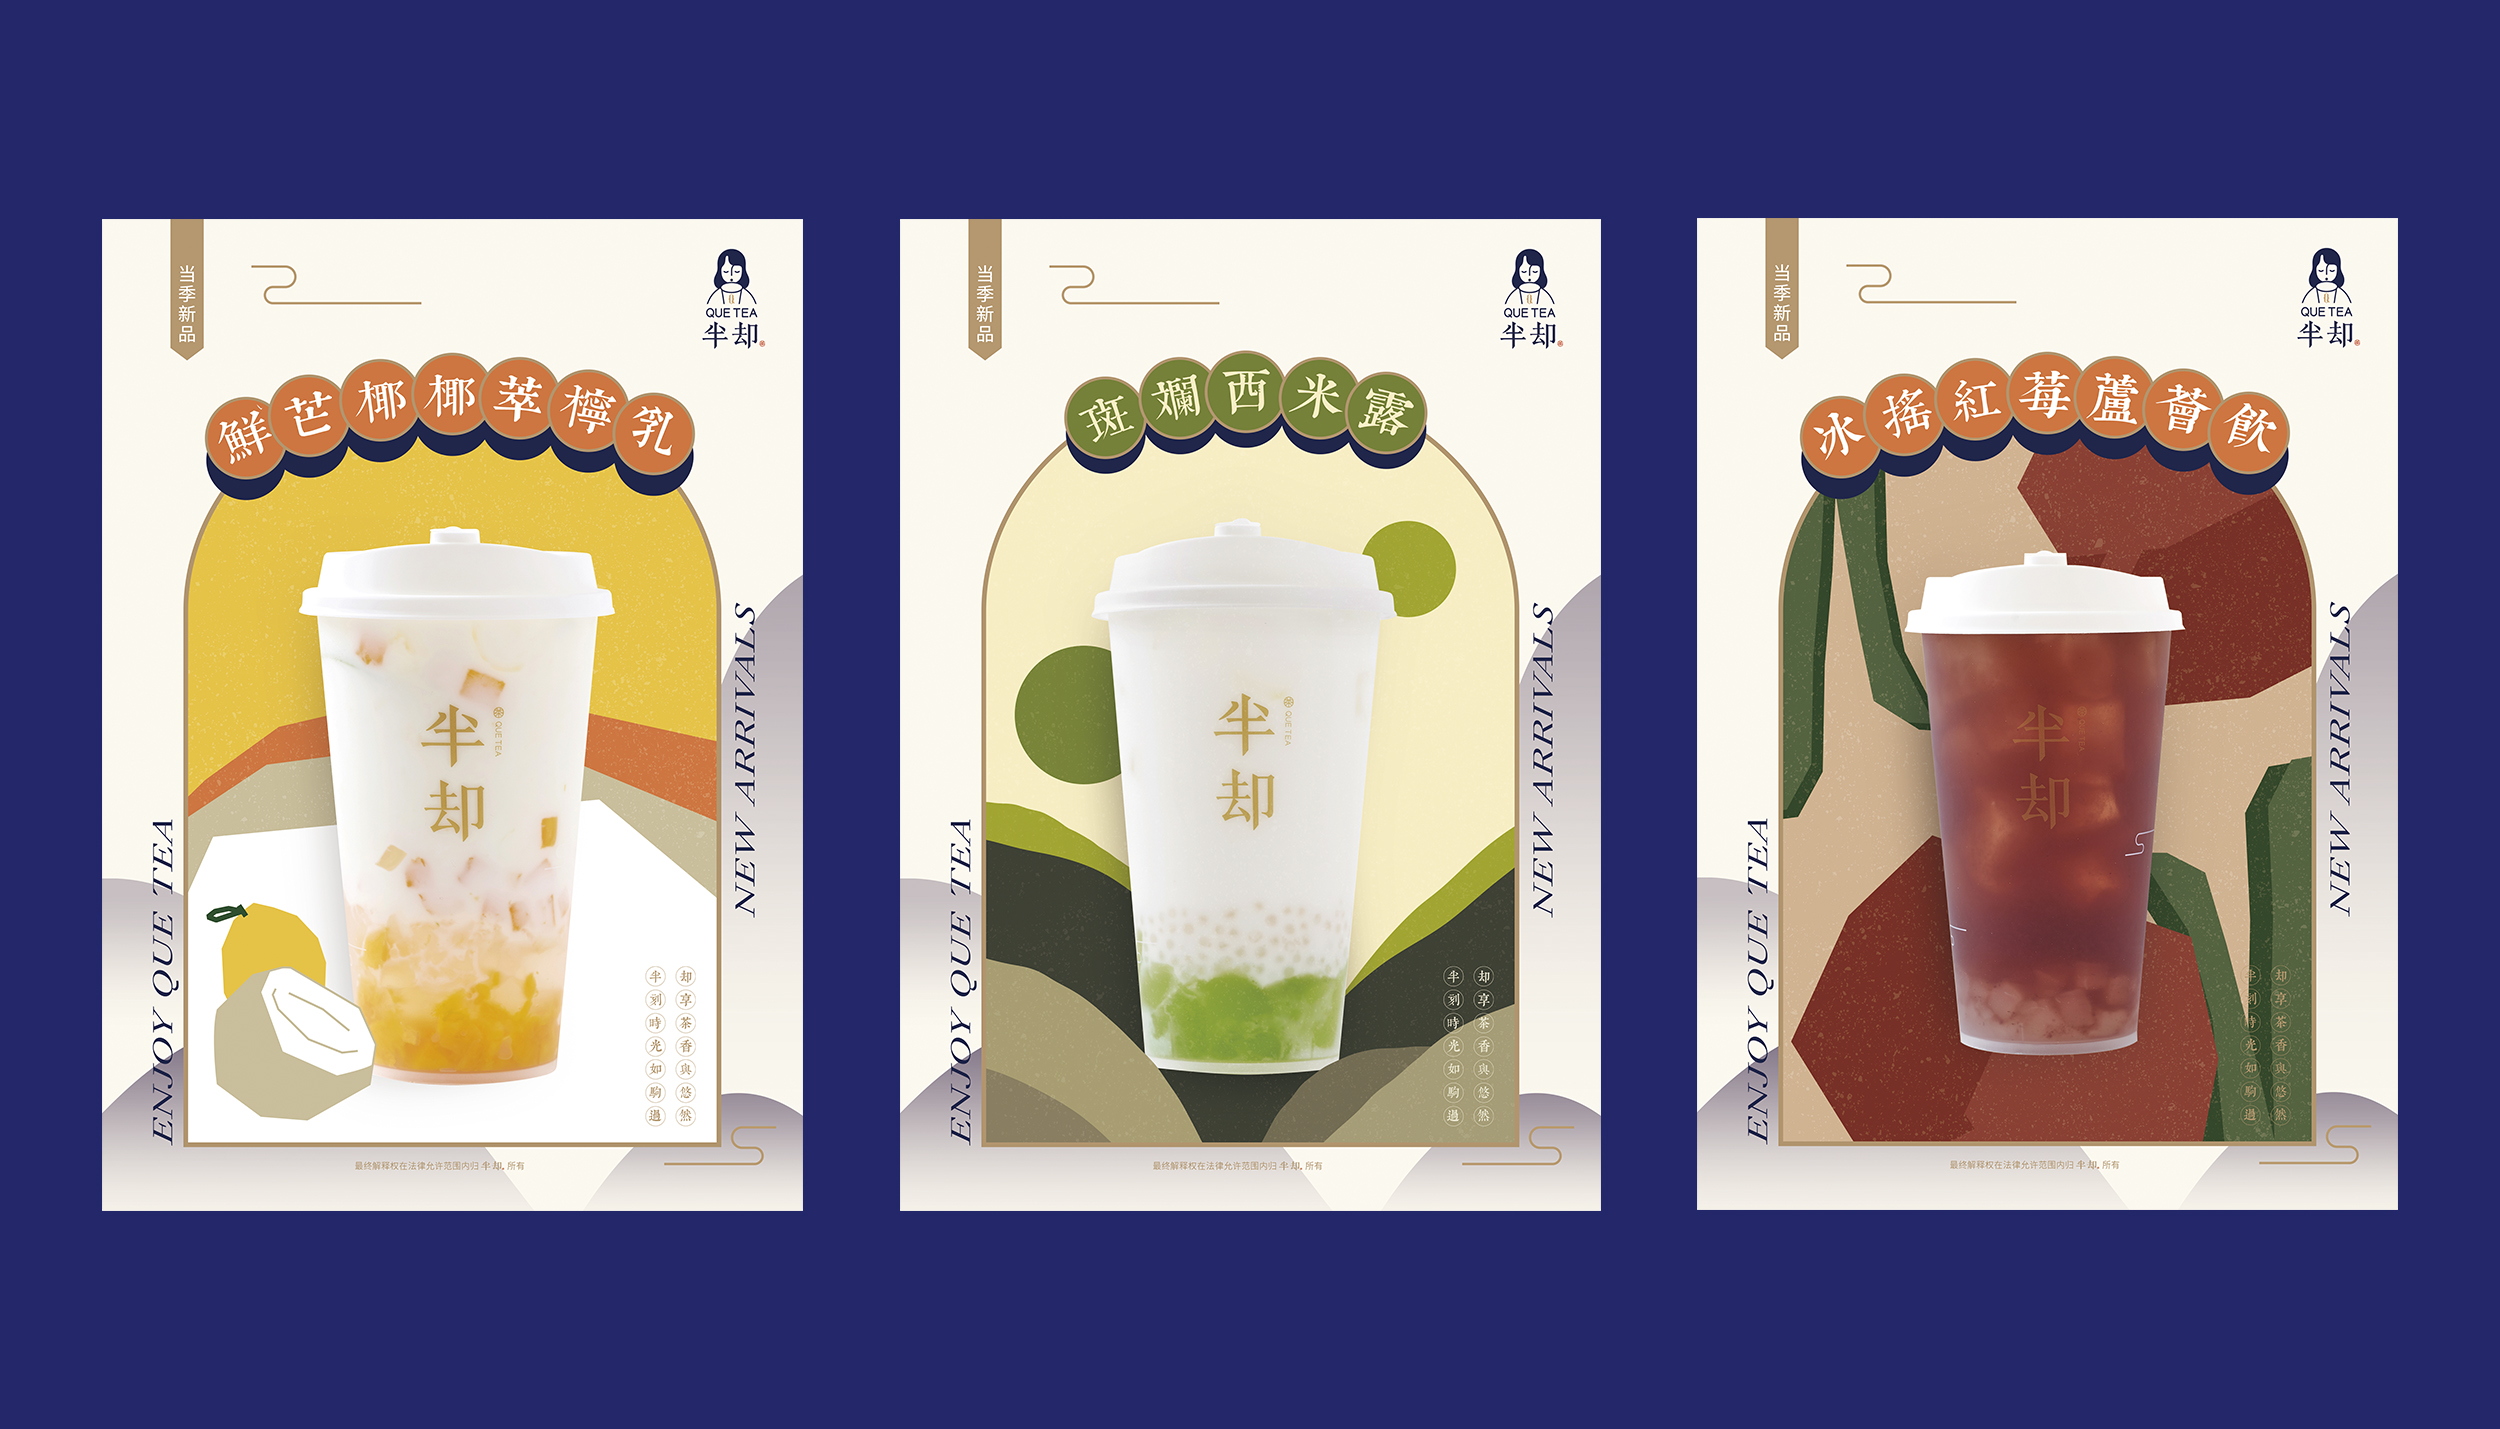 当季新品
QUE TEA
半却
鮮芒椰椰萃檸乳
半却
QUE TEA
ENJOY QUE TEA
NEW ARRIVALS
半刻時光如駒過
却享茶香與悠然
最终解释权在法律允许范围内归 半却 所有
当季新品
QUE TEA
半却
斑斕西米露
半却
QUE TEA
ENJOY QUE TEA
NEW ARRIVALS
半刻時光如駒過
却享茶香與悠然
最终解释权在法律允许范围内归 半却 所有
当季新品
QUE TEA
半却
冰搖紅莓蘆薈飲
半却
QUE TEA
ENJOY QUE TEA
NEW ARRIVALS
半刻時光如駒過
却享茶香與悠然
最终解释权在法律允许范围内归 半却 所有